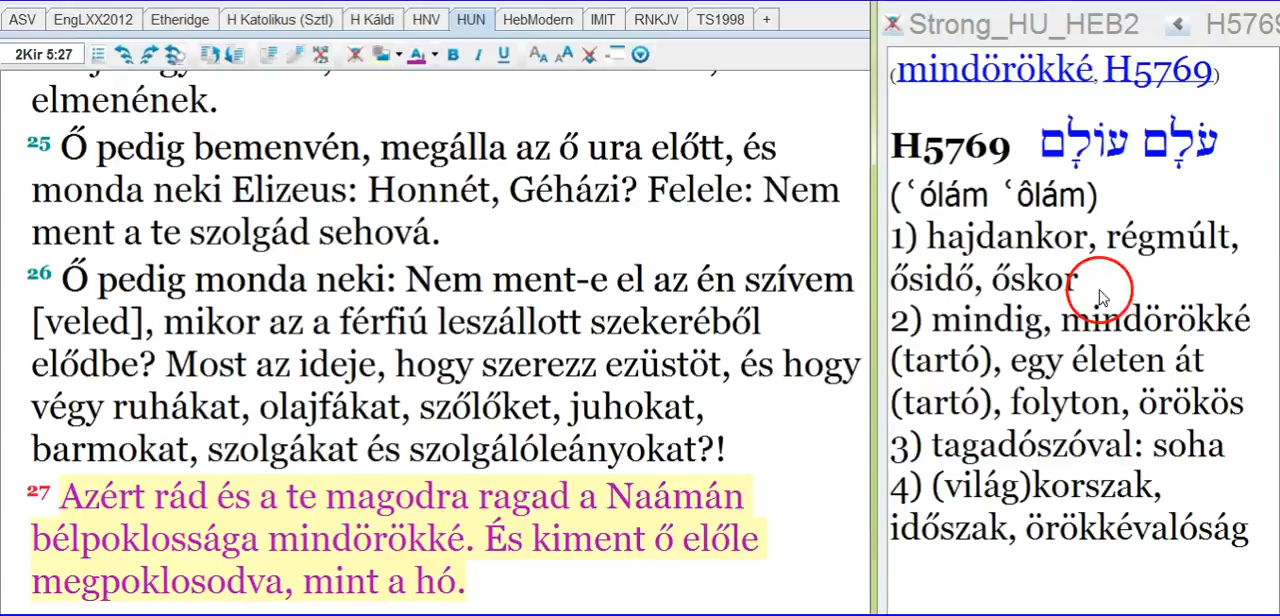 ASV EngLXX2012 Etheridge H Katolikus (Sztl) H Káldi HNV HUN HebModern IMIT RNKJV TS1998 +
2Kir 5:27
elmenének.
25 Ő pedig bemenvén, megálla az ő ura előtt, és
monda neki Elizeus: Honnét, Géházi? Felele: Nem
ment a te szolgád sehová.
26 Ő pedig monda neki: Nem ment-e el az én szívem
[veled], mikor az a férfiú leszállott szekeréből
elődbe? Most az ideje, hogy szerezz ezüstöt, és hogy
végy ruhákat, olajfákat, szőlőket, juhokat,
barmokat, szolgákat és szolgálóleányokat?!
27 Azért rád és a te magodra ragad a Naámán
bélpoklossága mindörökké. És kiment ő előle
megpoklosodva, mint a hó.
Strong_HU_HEB2 H5769
(mindörökké, H5769)
H5769 עֹלָם עוֹלָם
(ʿólám ʿôlám)
1) hajdankor, régmúlt,
ősidő, őskor
2) mindig, mindörökké
(tartó), egy életen át
(tartó), folyton, örökös
3) tagadószóval: soha
4) (világ)korszak,
időszak, örökkévalóság